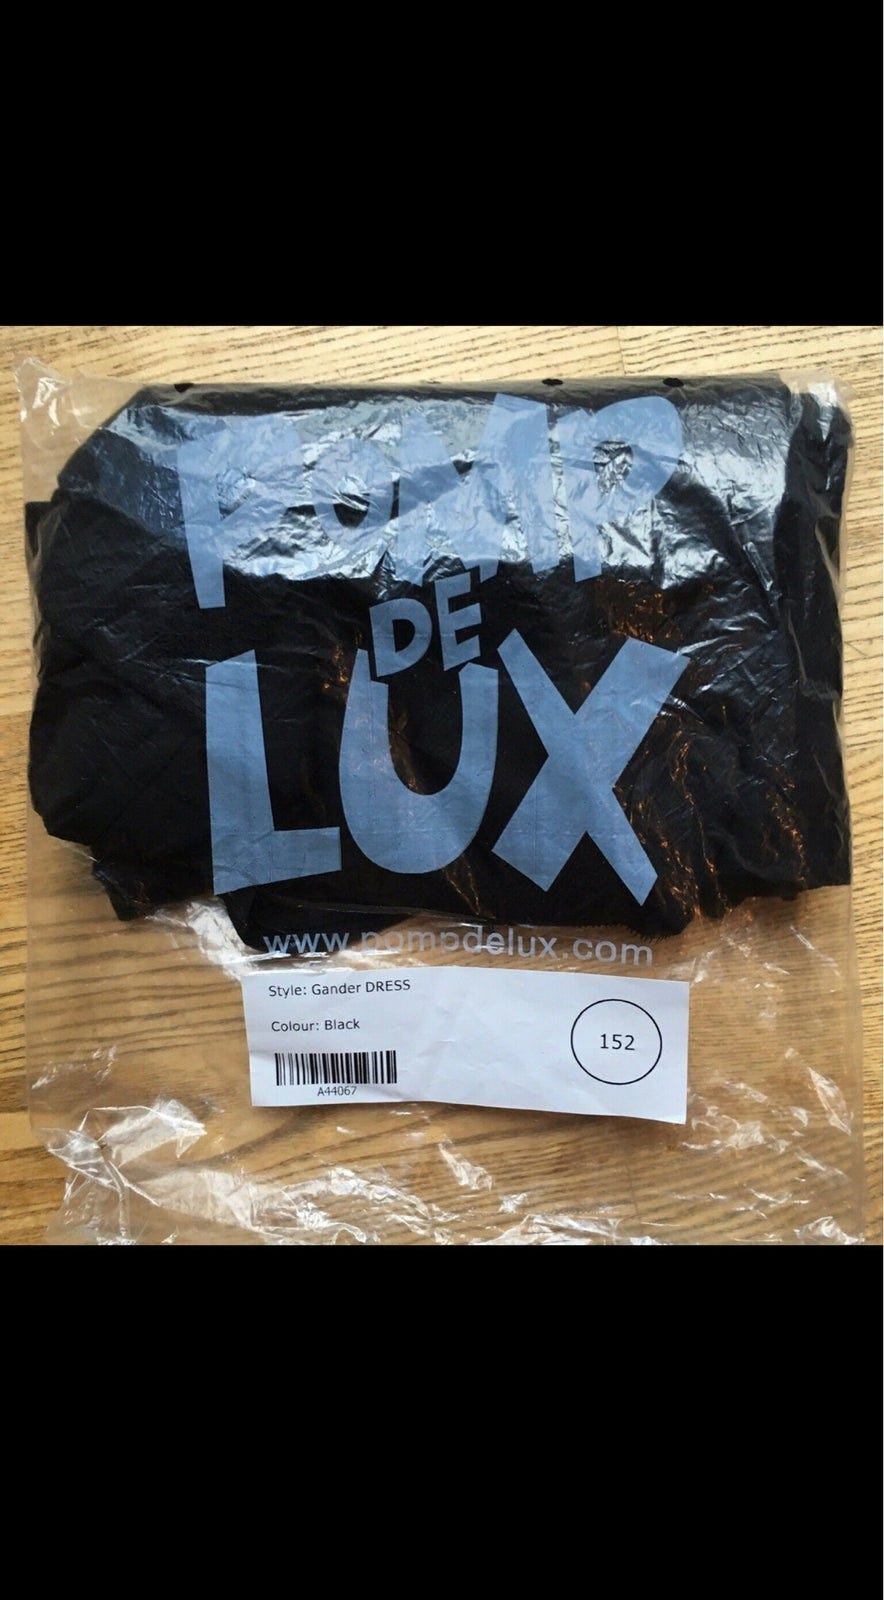 POMP
DE
LUX
www.pompdelux.com
Style: Gander DRESS
Colour: Black
152
A44067